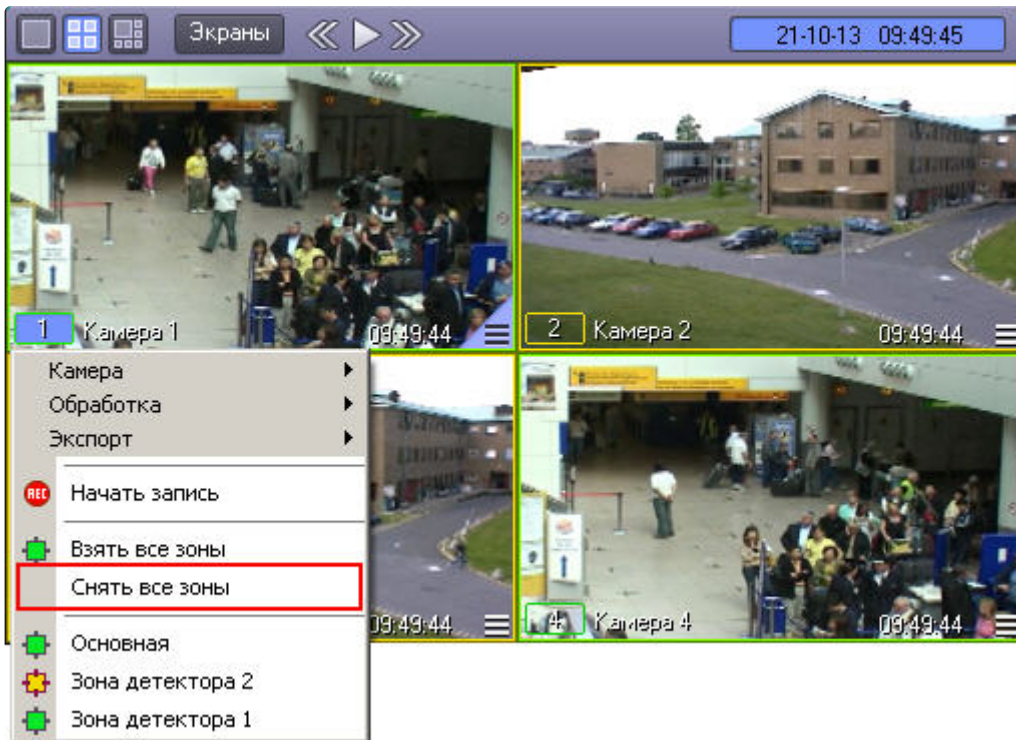 Экраны
21-10-13 09:49:45
1 Камера 1 09:49:44
2 Камера 2 09:49:44
Камера
Обработка
Экспорт
REC Начать запись
Взять все зоны
Снять все зоны
09:49:44
4 Камера 4 09:49:44
Основная
Зона детектора 2
Зона детектора 1